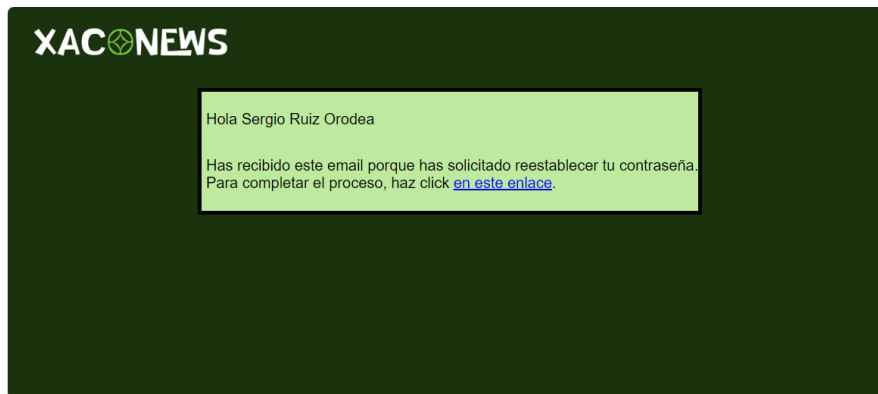 XACONEWS
Hola Sergio Ruiz Orodea
Has recibido este email porque has solicitado reestablecer tu contraseña.
Para completar el proceso, haz click en este enlace.